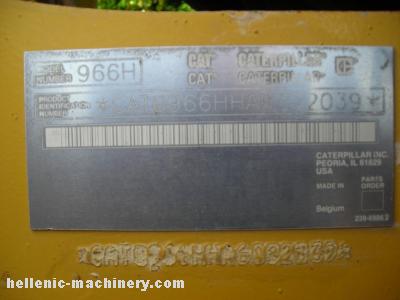 MODEL NUMBER 966H
CAT CATERPILLAR
CAT CATERPILLAR
PRODUCT IDENTIFICATION NUMBER
CATERPILLAR INC.
PEORIA, IL 61629
USA
MADE IN
PARTS ORDER
Belgium
hellenic-machinery.com